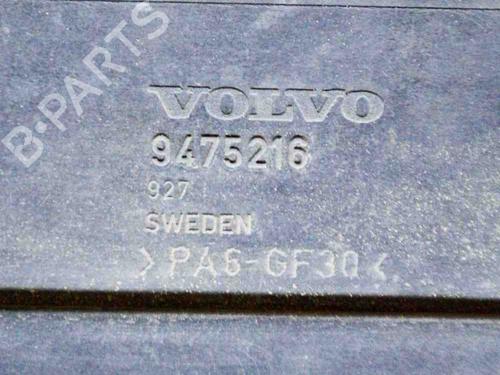 B-PARTS
VOLVO
9475216
927
SWEDEN
>PA6-GF30<